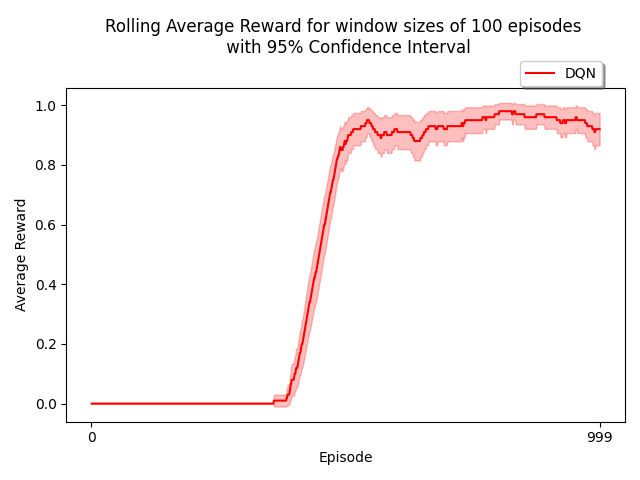 Rolling Average Reward for window sizes of 100 episodes
with 95% Confidence Interval
DQN
1.0
0.8
0.6
0.4
0.2
0.0
Average Reward
0
999
Episode